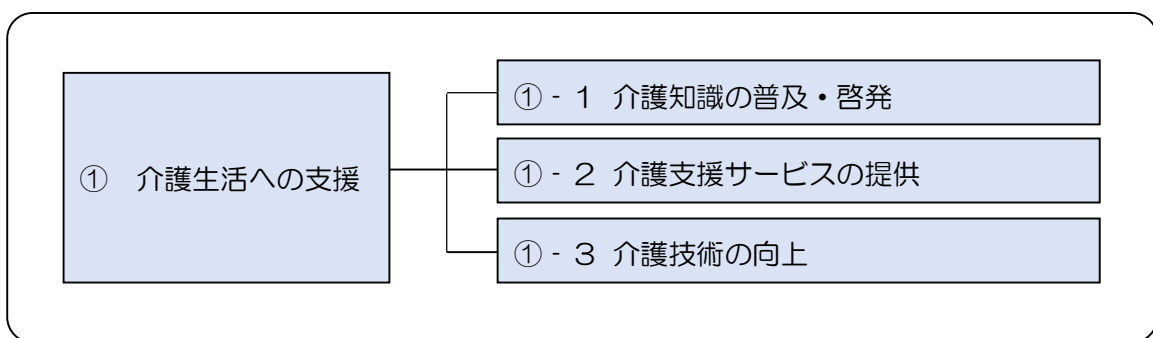 ①　介護生活への支援
①‐１ 介護知識の普及・啓発
①‐２ 介護支援サービスの提供
①‐３ 介護技術の向上